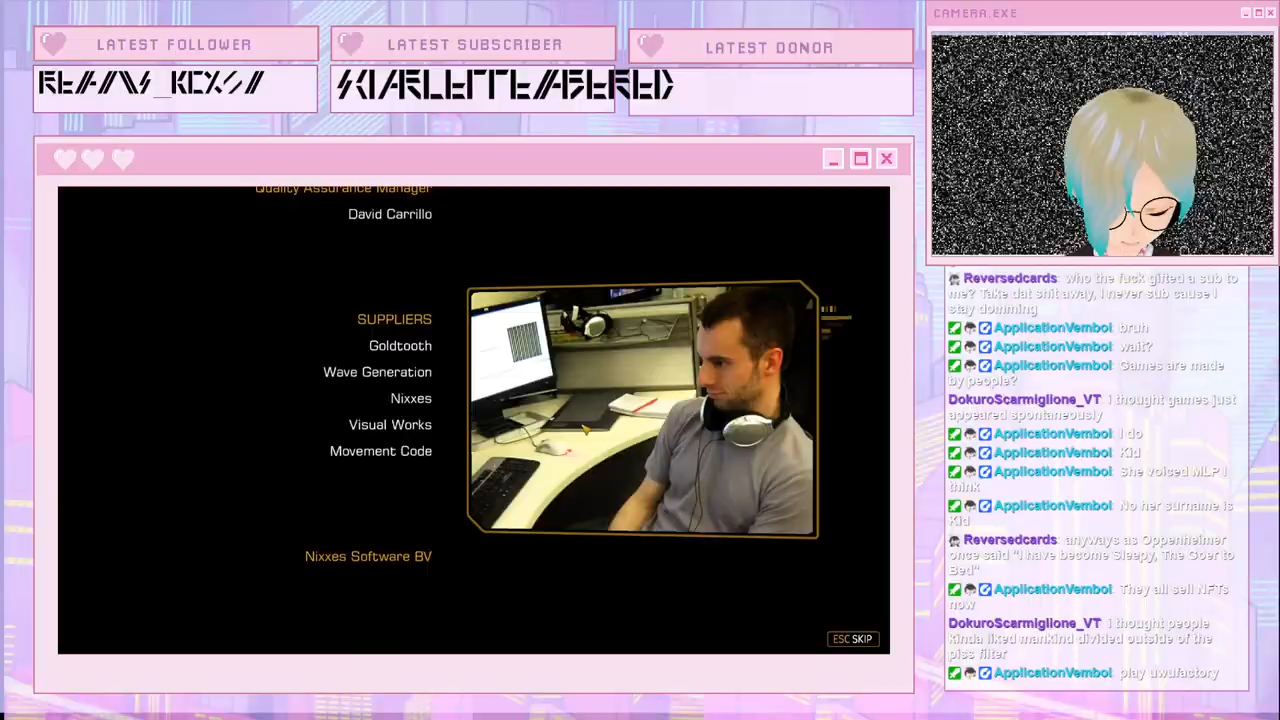 CAMERA.EXE
LATEST FOLLOWER
LATEST SUBSCRIBER
LATEST DONOR
Quality Assurance Manager
David Carrillo
SUPPLIERS
Goldtooth
Wave Generation
Nixxes
Visual Works
Movement Code
Nixxes Software BV
ESC SKIP
Reversedcards: who the fuck gifted a sub to
me? Take dat shit away, I never sub cause I
stay domming
ApplicationVembol: bruh
ApplicationVembol: wait?
ApplicationVembol: Games are made
by people?
DokuroScarmiglione_VT: i thought games just
appeared spontaneously
ApplicationVembol: I do
ApplicationVembol: Kid
ApplicationVembol: She voiced MLP I
think
ApplicationVembol: No her surname is
Kid
Reversedcards: anyways as Oppenheimer
once said "I have become Sleepy, The Goer to
Bed"
ApplicationVembol: They all sell NFTs
now
DokuroScarmiglione_VT: i thought people
kinda liked mankind divided outside of the
piss filter
ApplicationVembol: play uwufactory